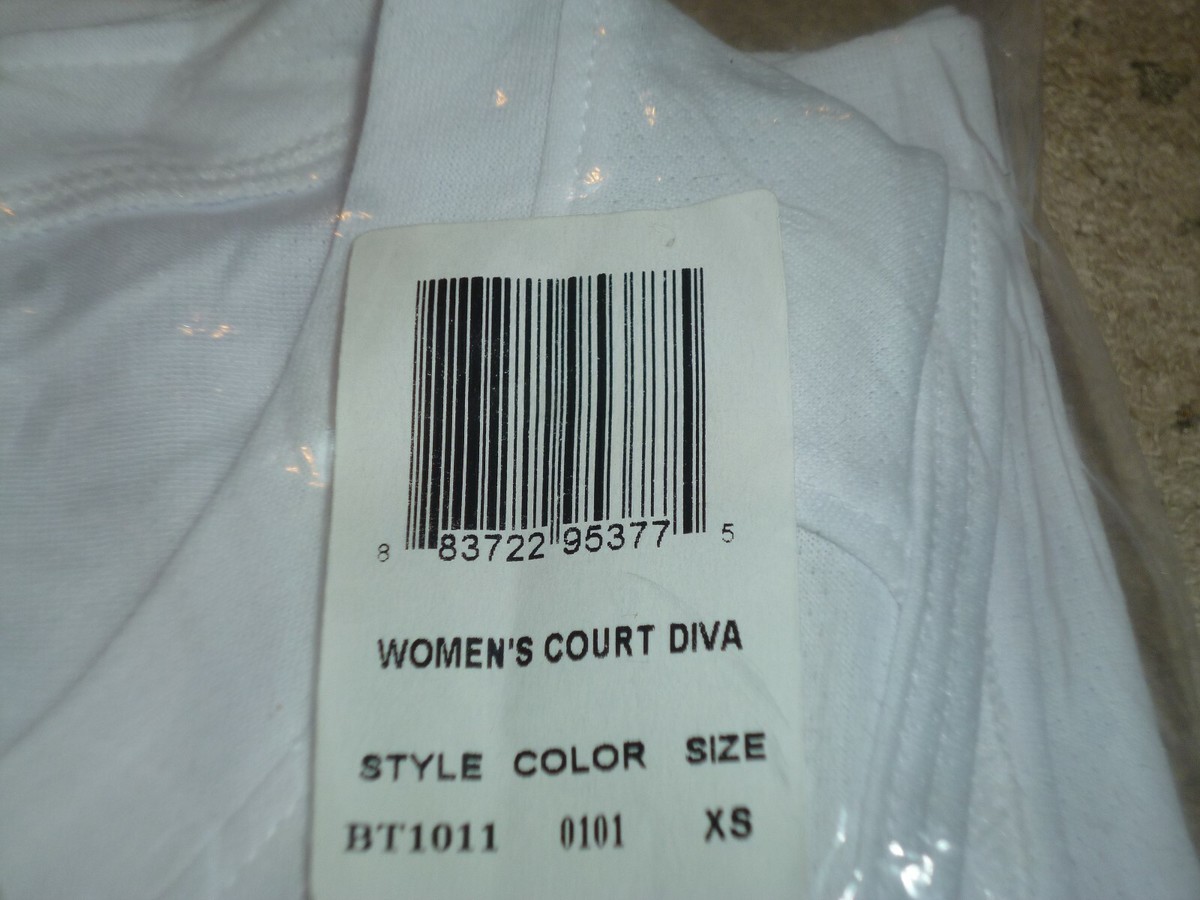 8 83722 95377 5
WOMEN'S COURT DIVA
STYLE COLOR SIZE
BT1011 0101 XS